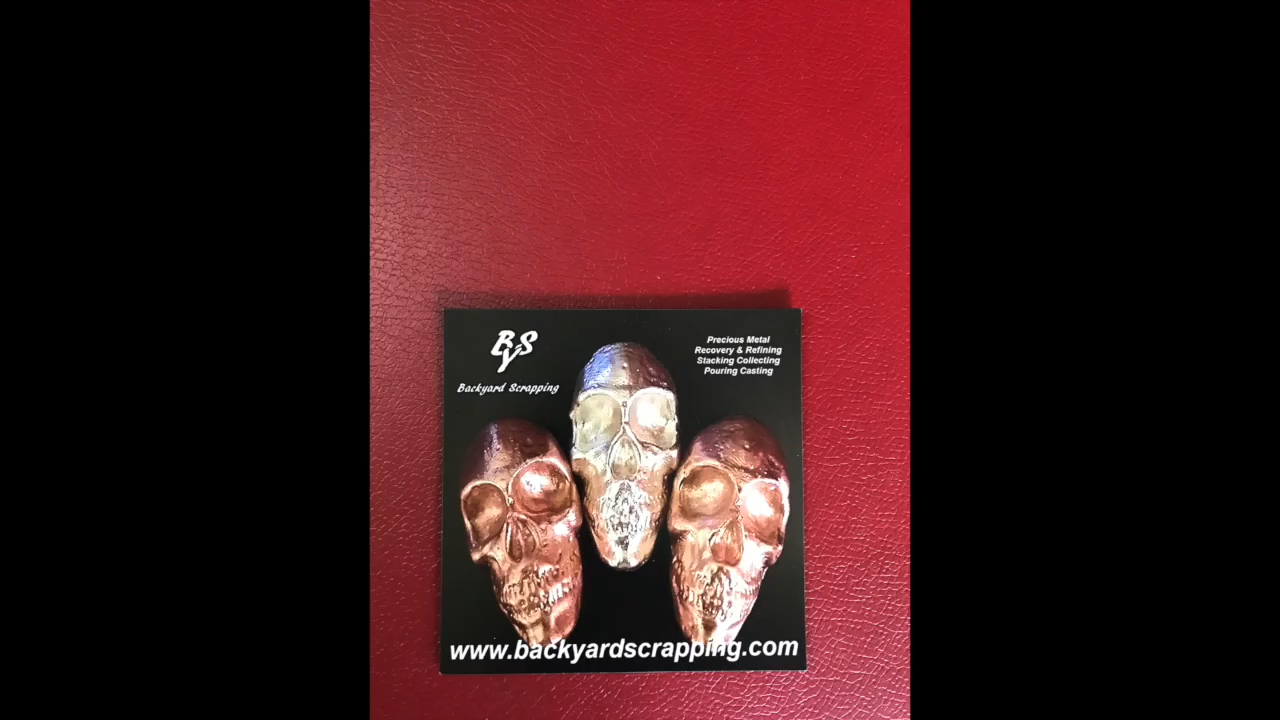 BYS
Backyard Scrapping
Precious Metal
Recovery & Refining
Stacking Collecting
Pouring Casting
www.backyardscrapping.com